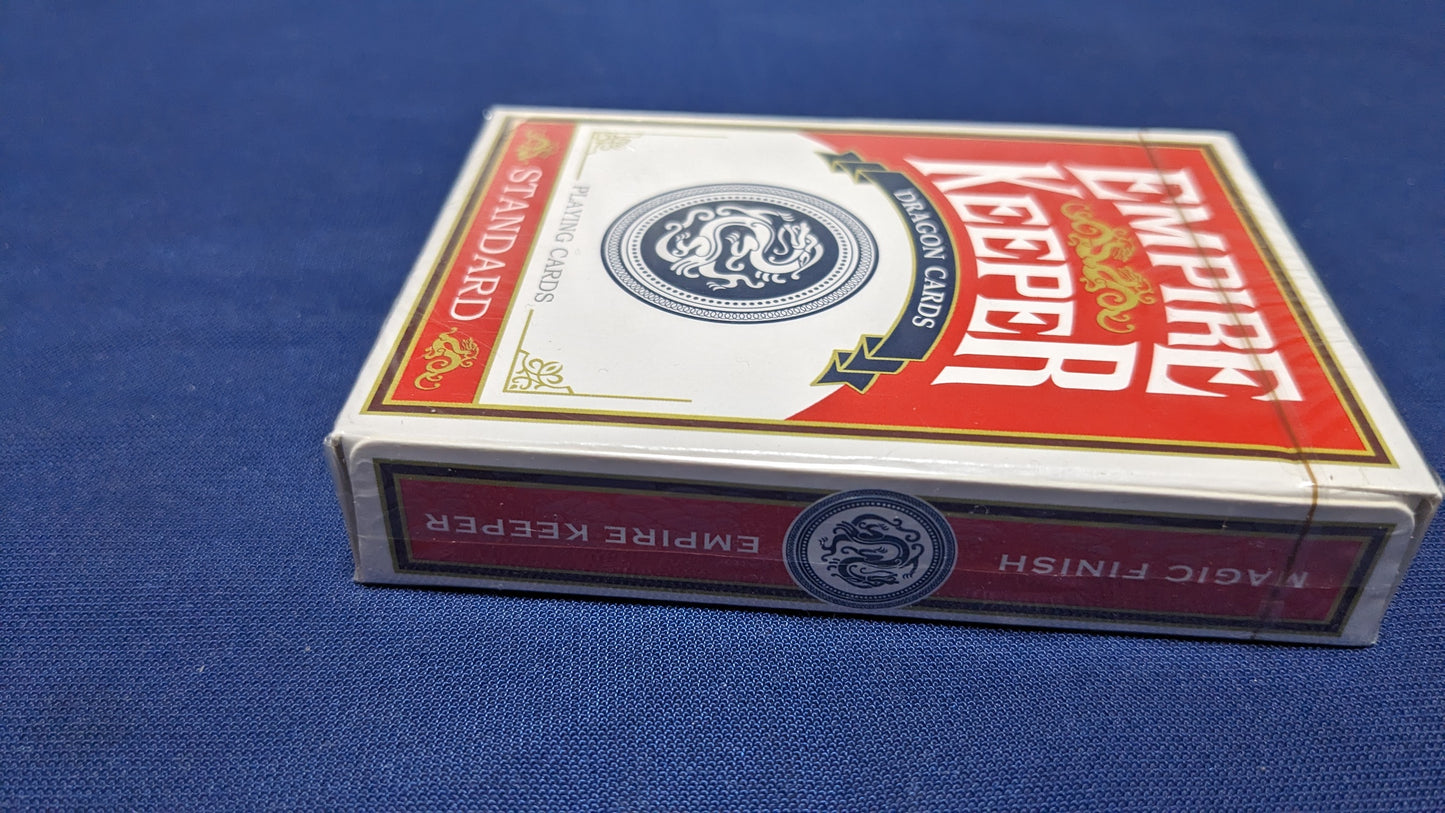 EMPIRE
KEEPER
DRAGON CARDS
PLAYING CARDS
STANDARD
MAGIC FINISH
EMPIRE KEEPER